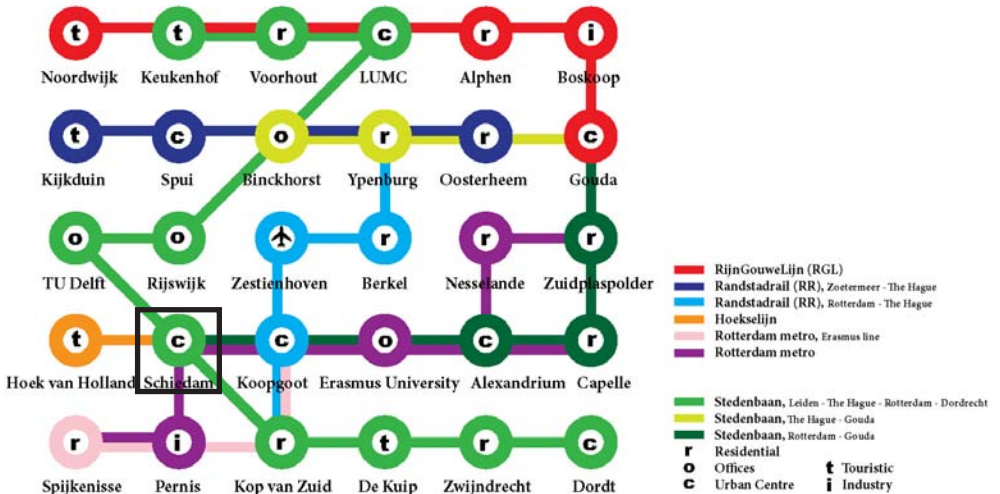 t t r c r i
Noordwijk Keukenhof Voorhout LUMC Alphen Boskoop
t c o r r c
Kijkduin Spui Binckhorst Ypenburg Oosterheem Gouda
o o r r r
TU Delft Rijswijk Zestienhoven Berkel Nesselande Zuidplaspolder
t c c o c r
Hoek van Holland Schiedam Koopgoot Erasmus University Alexandrium Capelle
r i r t r c
Spijkenisse Pernis Kop van Zuid De Kuip Zwijndrecht Dordt
RijnGouweLijn (RGL)
Randstadrail (RR), Zoetermeer - The Hague
Randstadrail (RR), Rotterdam - The Hague
Hoekselijn
Rotterdam metro, Erasmus line
Rotterdam metro
Stedenbaan, Leiden - The Hague - Rotterdam - Dordrecht
Stedenbaan, The Hague - Gouda
Stedenbaan, Rotterdam - Gouda
r Residential
o Offices t Touristic
c Urban Centre i Industry